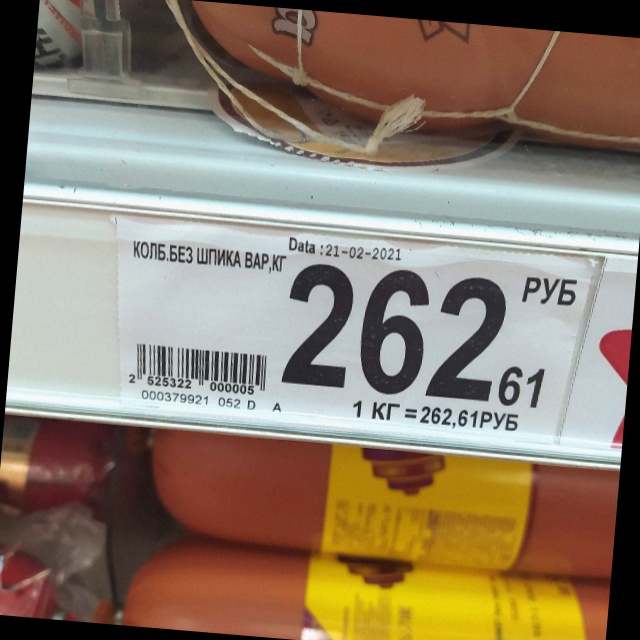 Data : 21-02-2021
КОЛБ.БЕЗ ШПИКА ВАР,КГ
262 61 РУБ
2 525322 000005
000379921 052 D A
1 КГ = 262,61РУБ